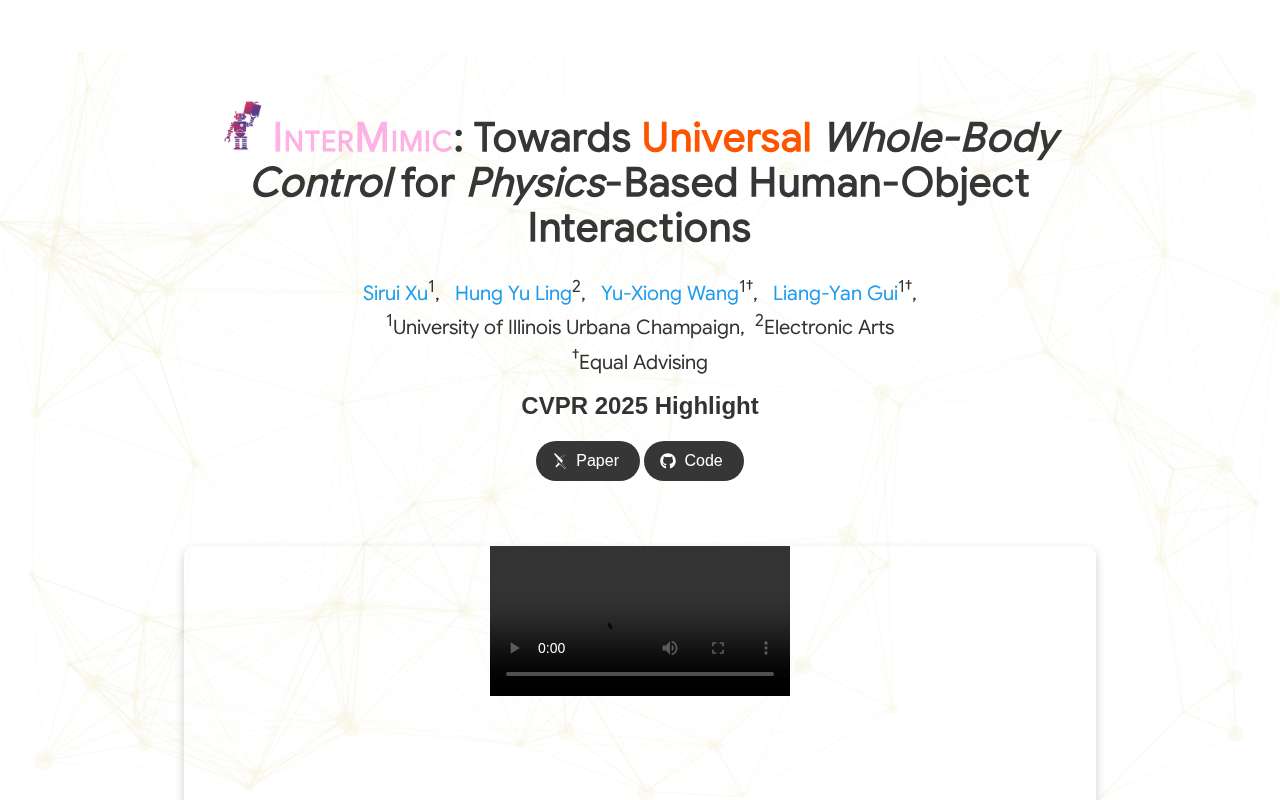 InterMimic: Towards Universal Whole-Body
Control for Physics-Based Human-Object
Interactions
Sirui Xu1, Hung Yu Ling2, Yu-Xiong Wang1†, Liang-Yan Gui1†,
1University of Illinois Urbana Champaign, 2Electronic Arts
†Equal Advising
CVPR 2025 Highlight
Paper Code
0:00